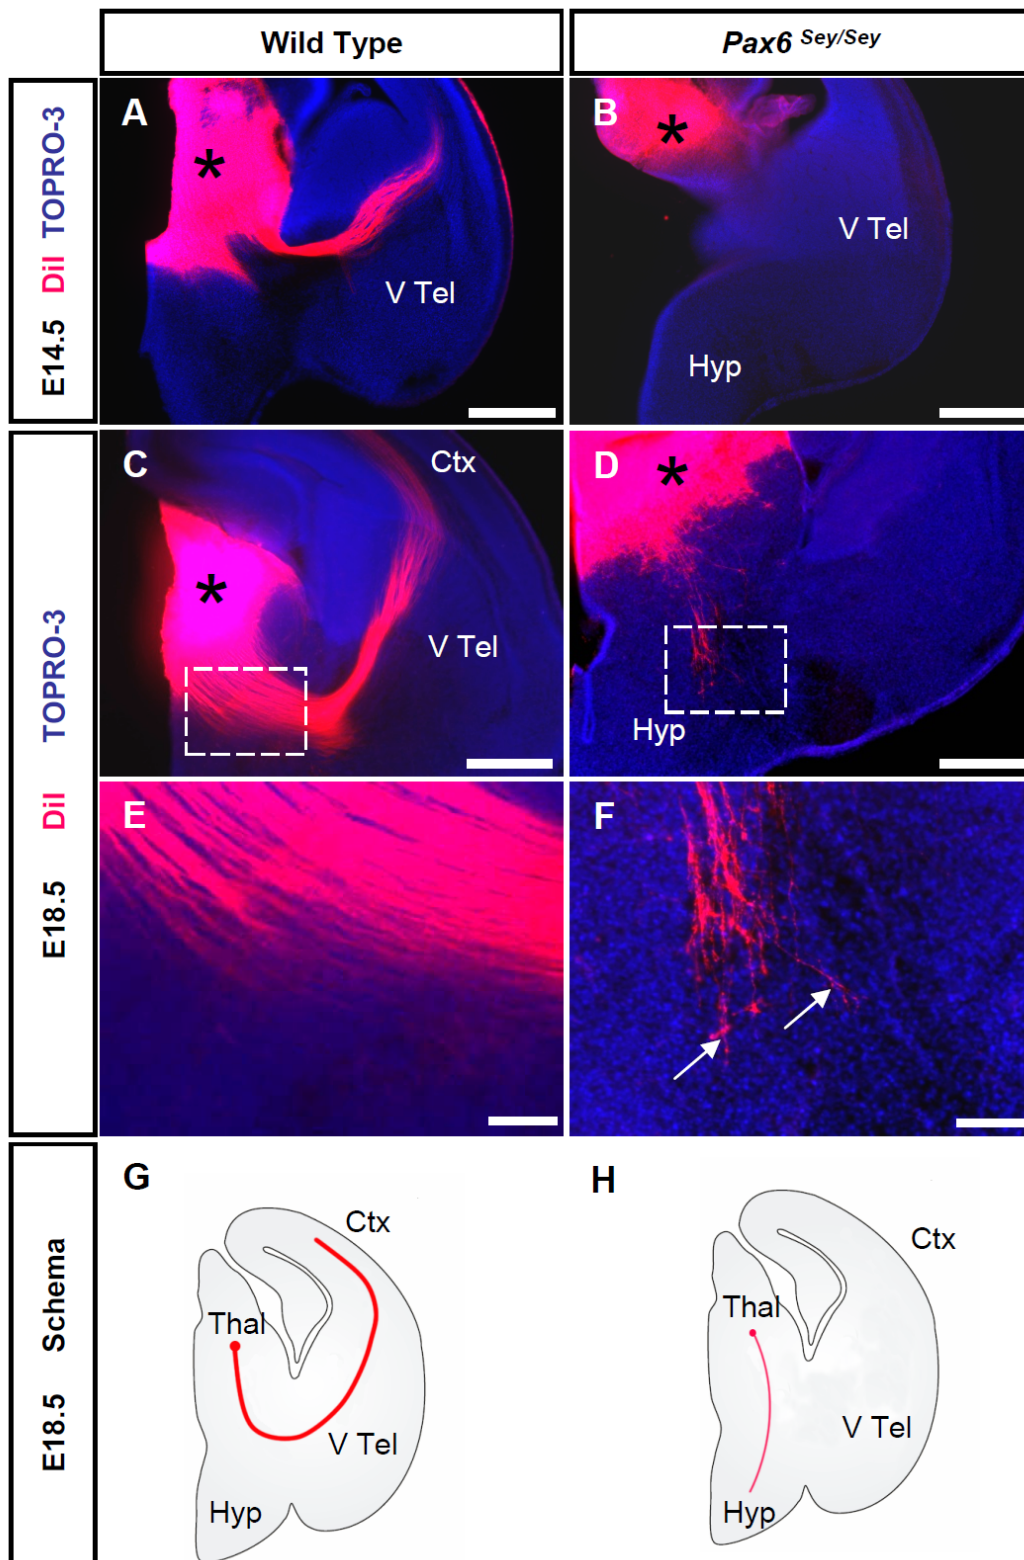 Wild Type
Pax6 Sey/Sey
E14.5 DiI TOPRO-3
A
*
V Tel
B
*
V Tel
Hyp
E18.5 DiI TOPRO-3
C
Ctx
*
V Tel
D
*
Hyp
E
F
E18.5 Schema
G
Ctx
Thal
V Tel
Hyp
H
Ctx
Thal
V Tel
Hyp